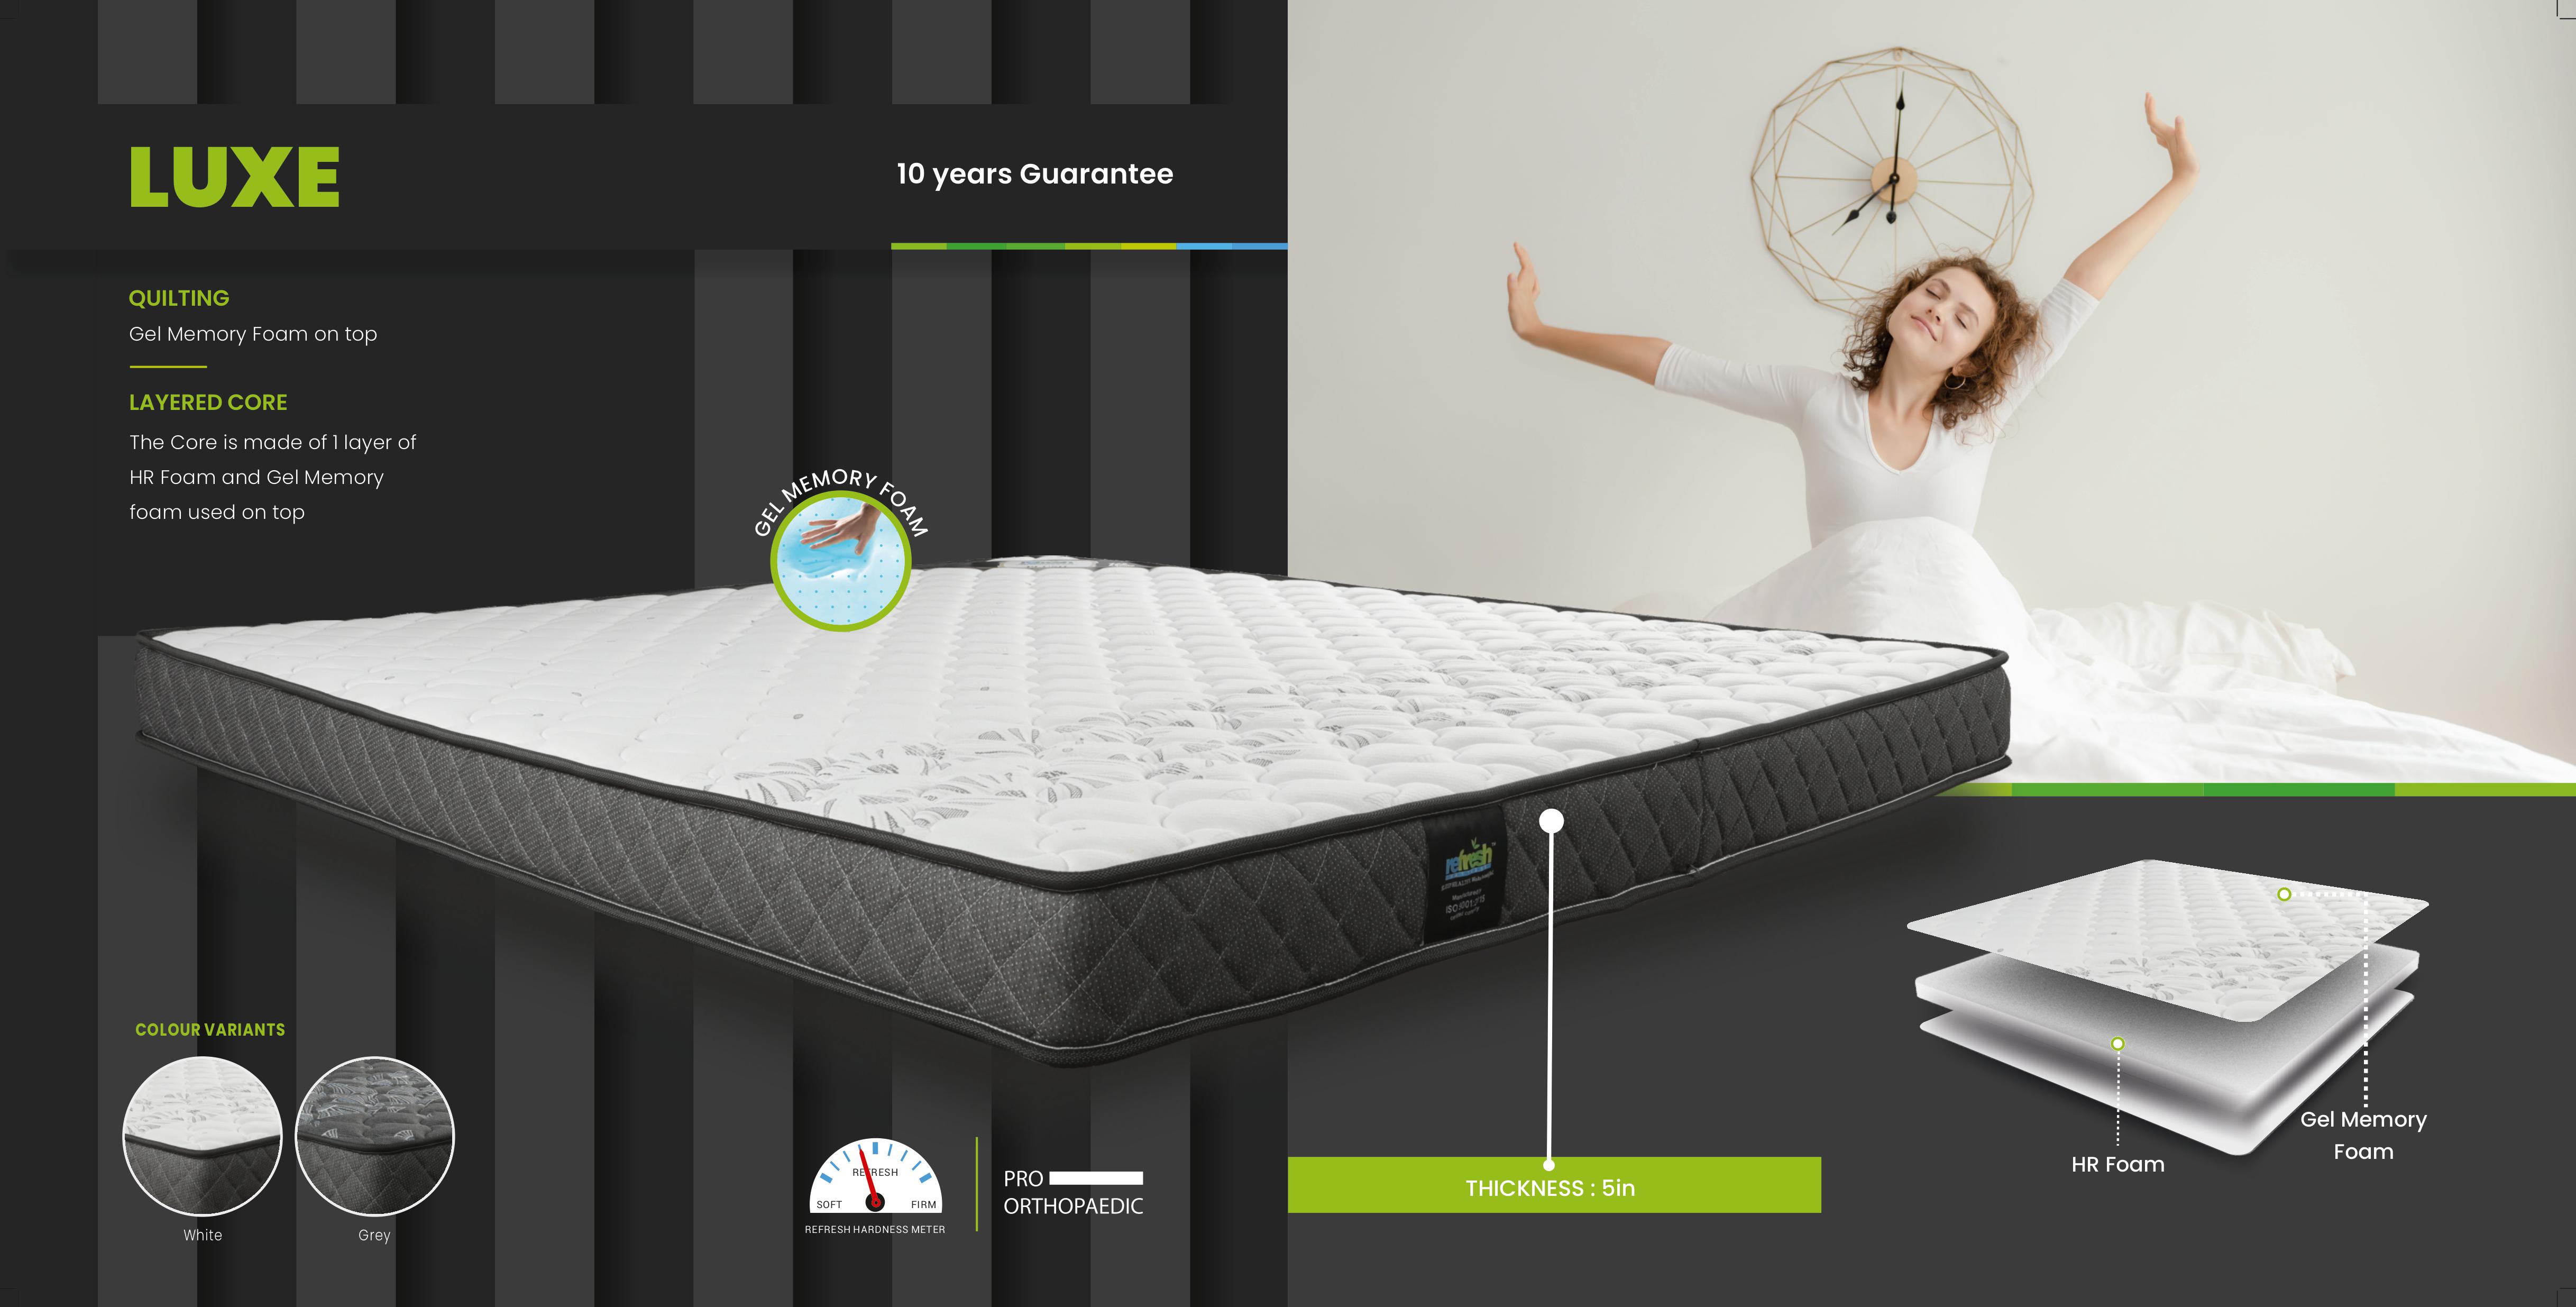 LUXE
10 years Guarantee
QUILTING
Gel Memory Foam on top
LAYERED CORE
The Core is made of 1 layer of
HR Foam and Gel Memory
foam used on top
GEL MEMORY FOAM
refresh
COLOUR VARIANTS
White
Grey
REFRESH
SOFT
FIRM
REFRESH HARDNESS METER
PRO
ORTHOPAEDIC
THICKNESS : 5in
HR Foam
Gel Memory
Foam